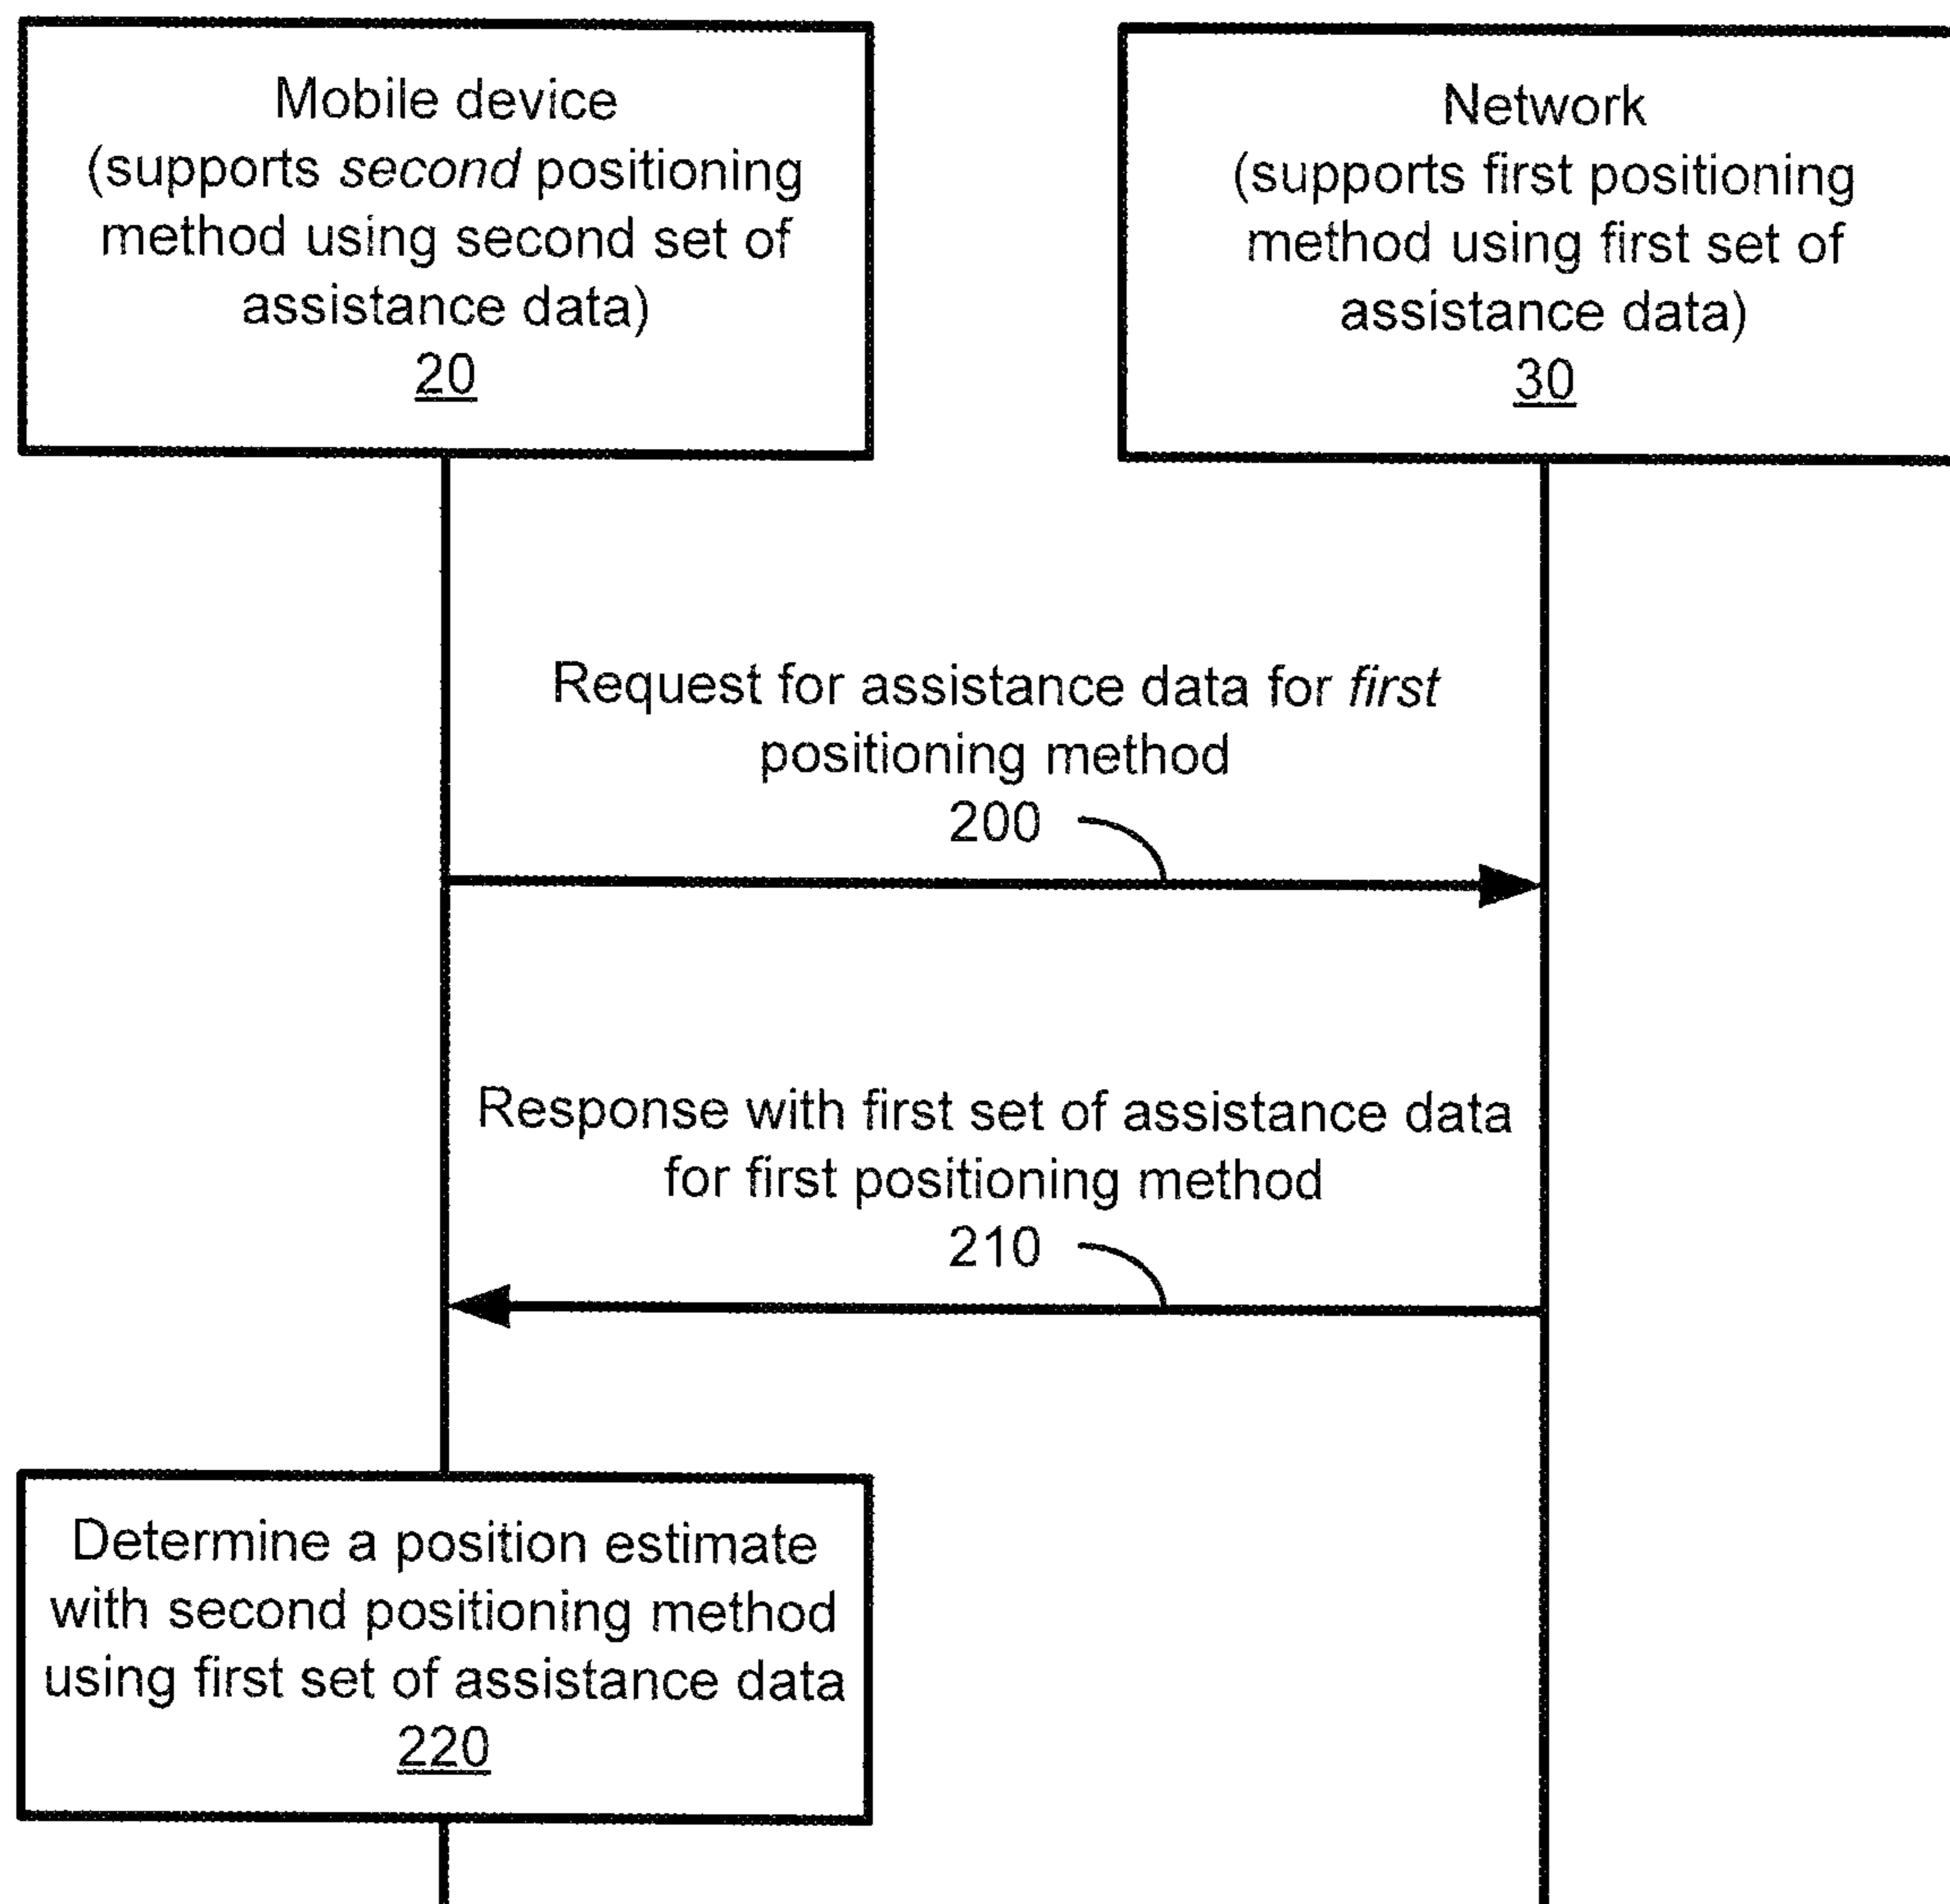 Mobile device
(supports second positioning
method using second set of
assistance data)
20
Network
(supports first positioning
method using first set of
assistance data)
30
Request for assistance data for first
positioning method
200
Response with first set of assistance data
for first positioning method
210
Determine a position estimate
with second positioning method
using first set of assistance data
220